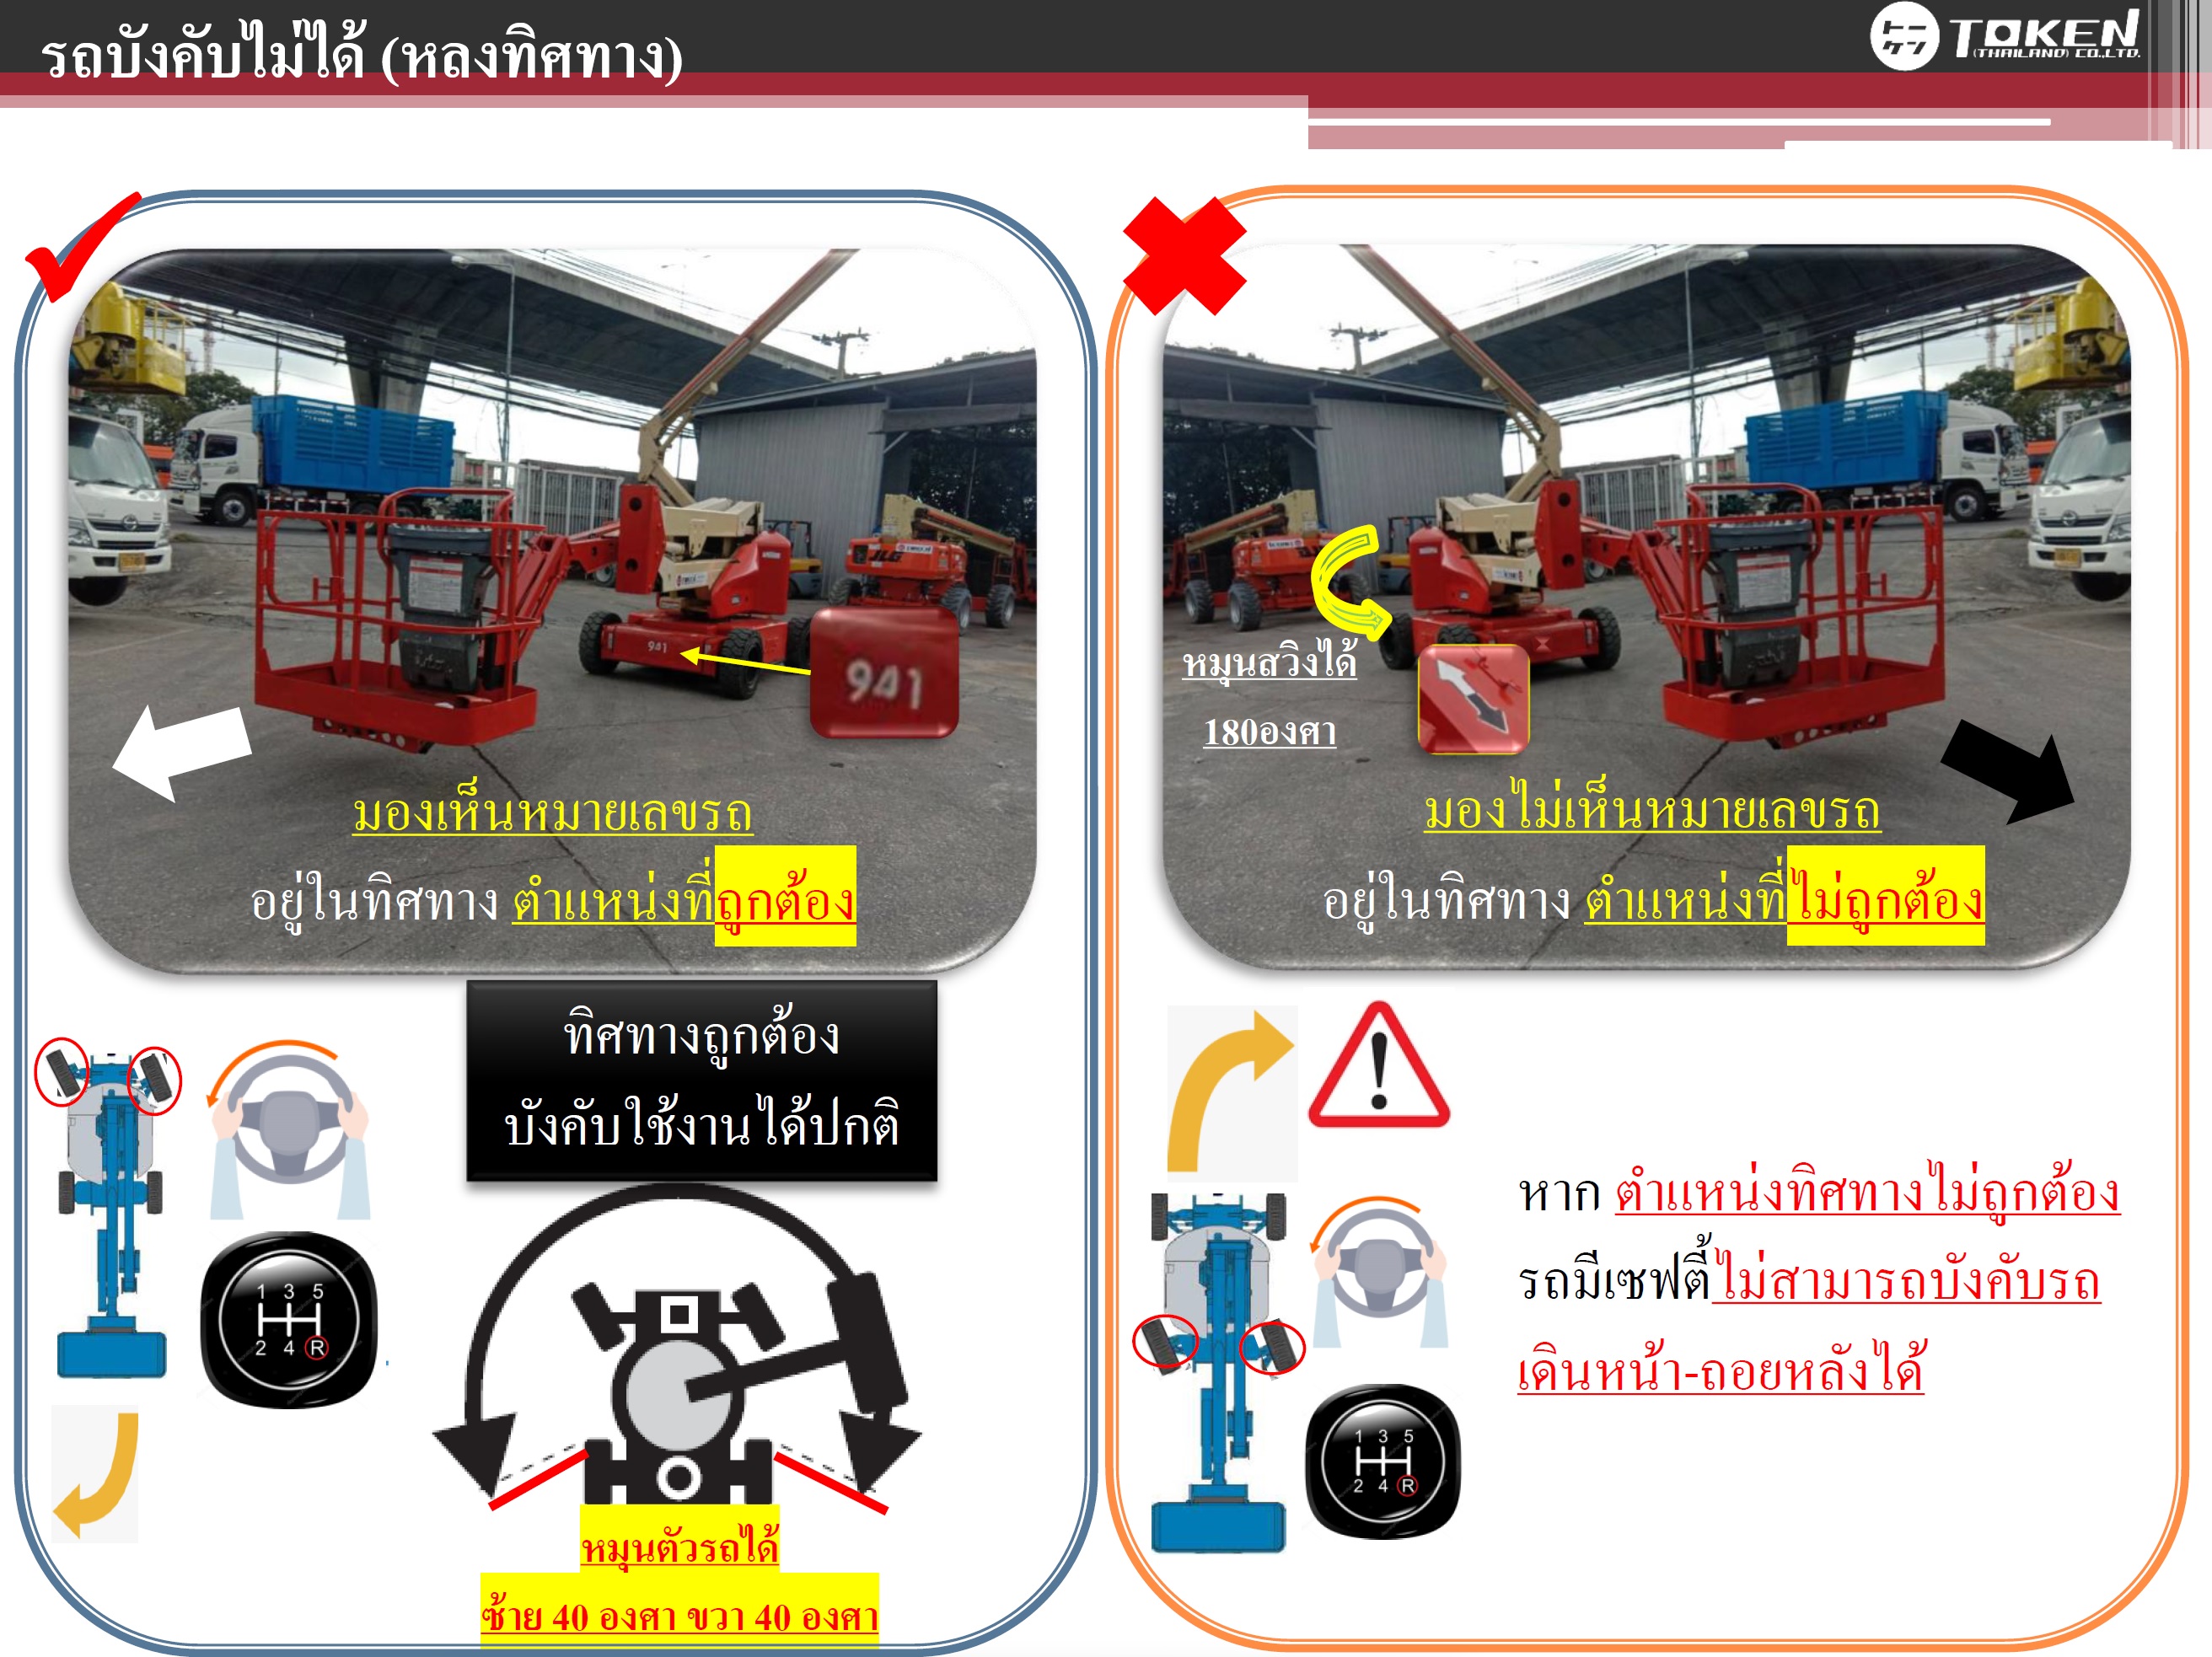 รถบังคับไม่ได้ (หลงทิศทาง)
TOKEN
(THAILAND) CO.,LTD.
941
941
มองเห็นหมายเลขรถ
อยู่ในทิศทาง ตำแหน่งที่ถูกต้อง
ทิศทางถูกต้อง
บังคับใช้งานได้ปกติ
1 3 5
2 4 R
หมุนตัวรถได้
ซ้าย 40 องศา ขวา 40 องศา
หมุนสวิงได้
180องศา
มองไม่เห็นหมายเลขรถ
อยู่ในทิศทาง ตำแหน่งที่ไม่ถูกต้อง
หาก ตำแหน่งทิศทางไม่ถูกต้อง
รถมีเซฟตี้ ไม่สามารถบังคับรถ
เดินหน้า-ถอยหลังได้
1 3 5
2 4 R